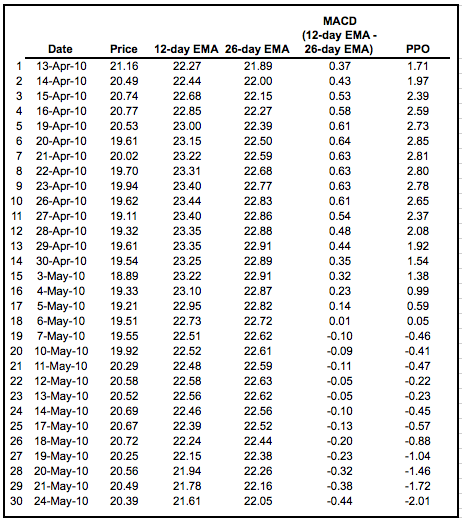 MACD
(12-day EMA -
Date Price 12-day EMA 26-day EMA 26-day EMA) PPO
1 13-Apr-10 21.16 22.27 21.89 0.37 1.71
2 14-Apr-10 20.49 22.44 22.00 0.43 1.97
3 15-Apr-10 20.74 22.68 22.15 0.53 2.39
4 16-Apr-10 20.77 22.85 22.27 0.58 2.59
5 19-Apr-10 20.53 23.00 22.39 0.61 2.73
6 20-Apr-10 19.61 23.15 22.50 0.64 2.85
7 21-Apr-10 20.02 23.22 22.59 0.63 2.81
8 22-Apr-10 19.70 23.31 22.68 0.63 2.80
9 23-Apr-10 19.94 23.40 22.77 0.63 2.78
10 26-Apr-10 19.62 23.44 22.83 0.61 2.65
11 27-Apr-10 19.11 23.40 22.86 0.54 2.37
12 28-Apr-10 19.32 23.35 22.88 0.48 2.08
13 29-Apr-10 19.61 23.35 22.91 0.44 1.92
14 30-Apr-10 19.54 23.25 22.89 0.35 1.54
15 3-May-10 18.89 23.22 22.91 0.32 1.38
16 4-May-10 19.33 23.10 22.87 0.23 0.99
17 5-May-10 19.21 22.95 22.82 0.14 0.59
18 6-May-10 19.51 22.73 22.72 0.01 0.05
19 7-May-10 19.55 22.51 22.62 -0.10 -0.46
20 10-May-10 19.92 22.52 22.61 -0.09 -0.41
21 11-May-10 20.29 22.48 22.59 -0.11 -0.47
22 12-May-10 20.58 22.58 22.63 -0.05 -0.22
23 13-May-10 20.52 22.56 22.62 -0.05 -0.23
24 14-May-10 20.69 22.46 22.56 -0.10 -0.45
25 17-May-10 20.67 22.39 22.52 -0.13 -0.57
26 18-May-10 20.72 22.24 22.44 -0.20 -0.88
27 19-May-10 20.25 22.15 22.38 -0.23 -1.04
28 20-May-10 20.56 21.94 22.26 -0.32 -1.46
29 21-May-10 20.49 21.78 22.16 -0.38 -1.72
30 24-May-10 20.39 21.61 22.05 -0.44 -2.01